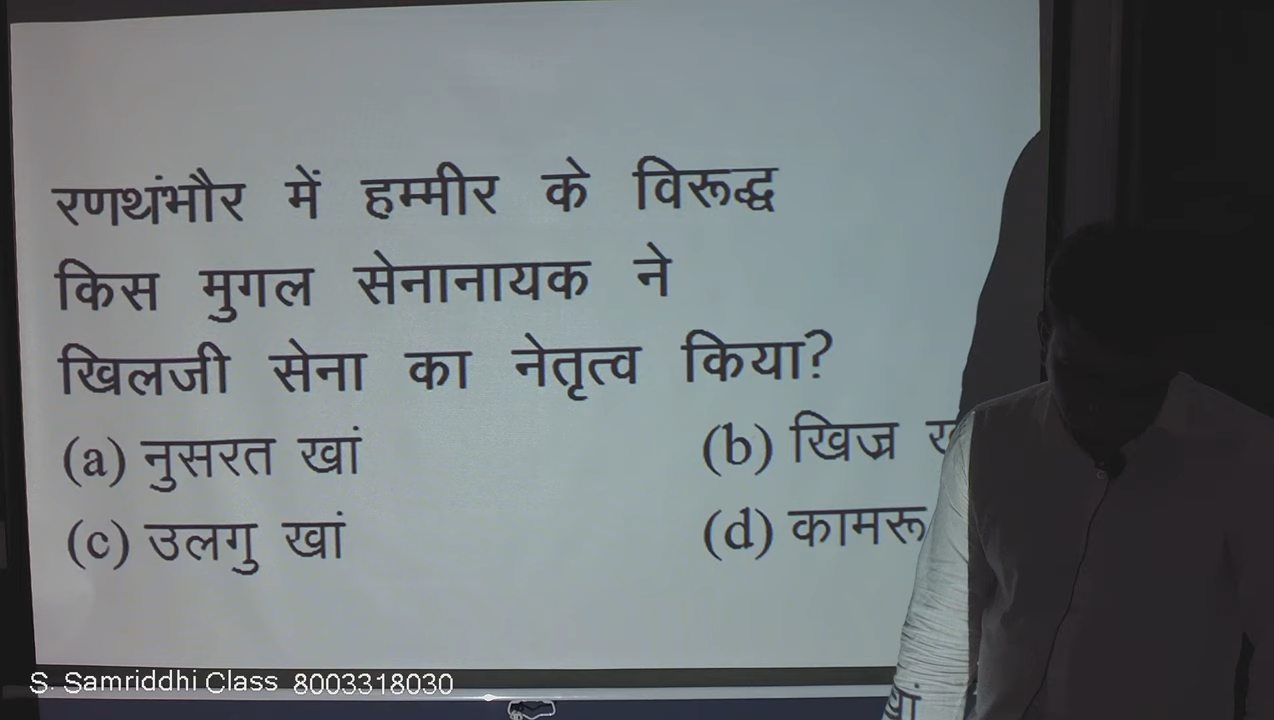 रणथंभौर में हम्मीर के विरूद्ध
किस मुगल सेनानायक ने
खिलजी सेना का नेतृत्व किया?
(a) नुसरत खां (b) खिज्र
(c) उलगु खां (d) कामरू
S. Samriddhi Class 8003318030